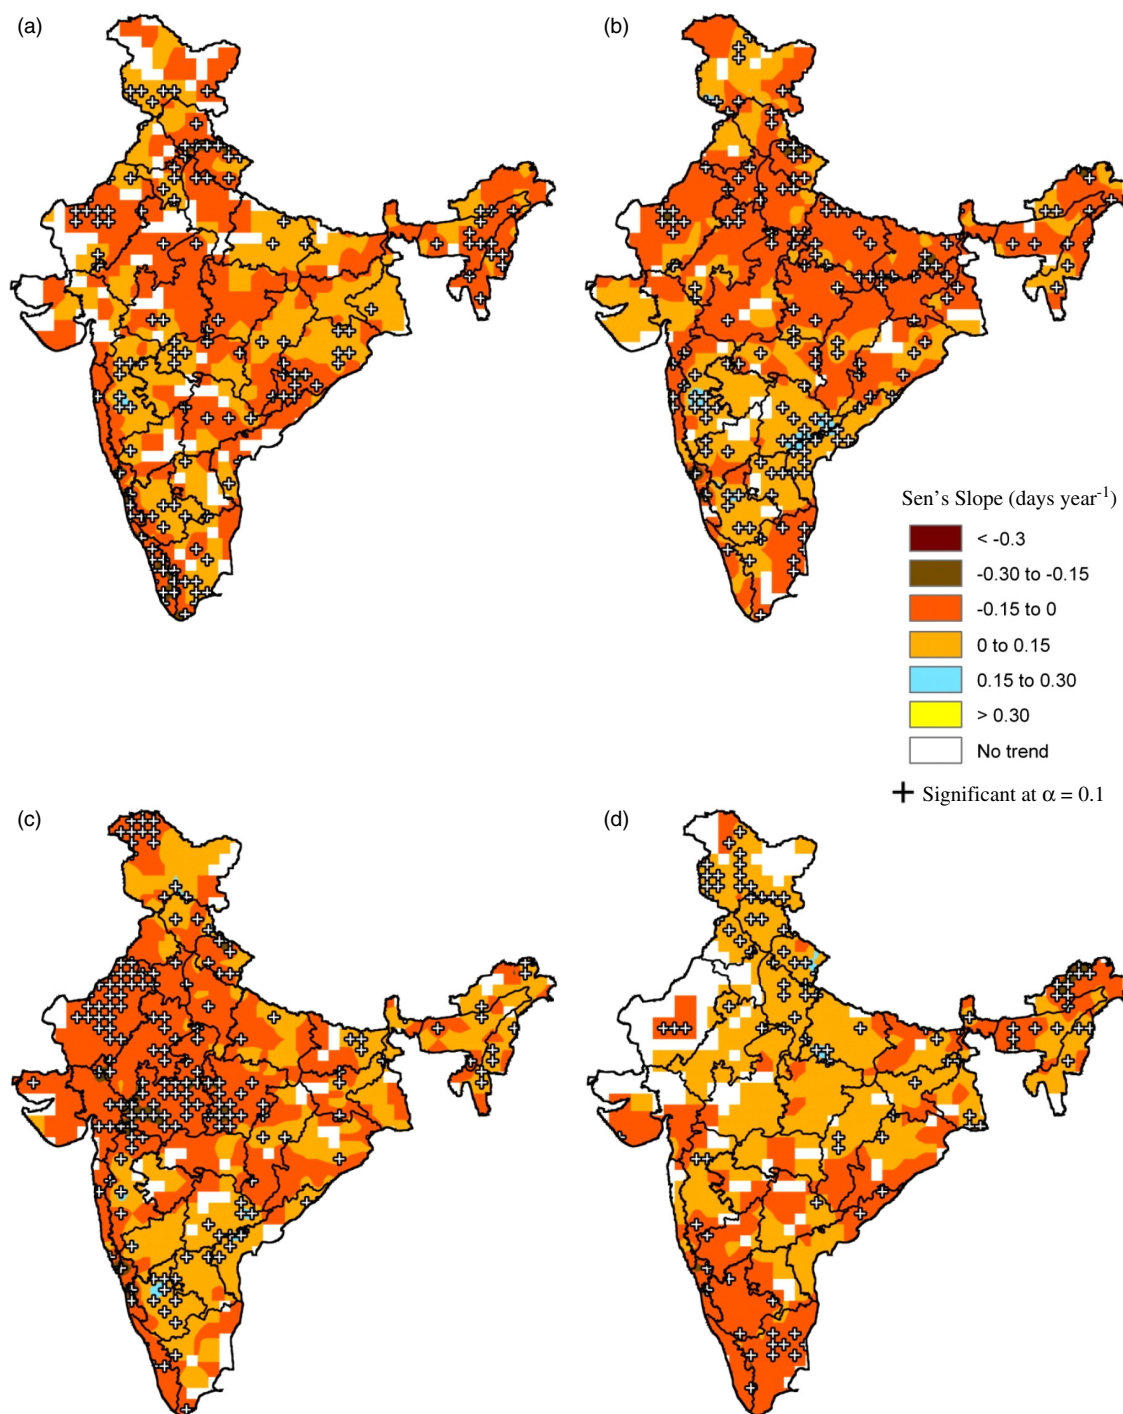 (a)
(b)
Sen's Slope (days year⁻¹)
< -0.3
-0.30 to -0.15
-0.15 to 0
0 to 0.15
0.15 to 0.30
> 0.30
No trend
Significant at α = 0.1
(c)
(d)